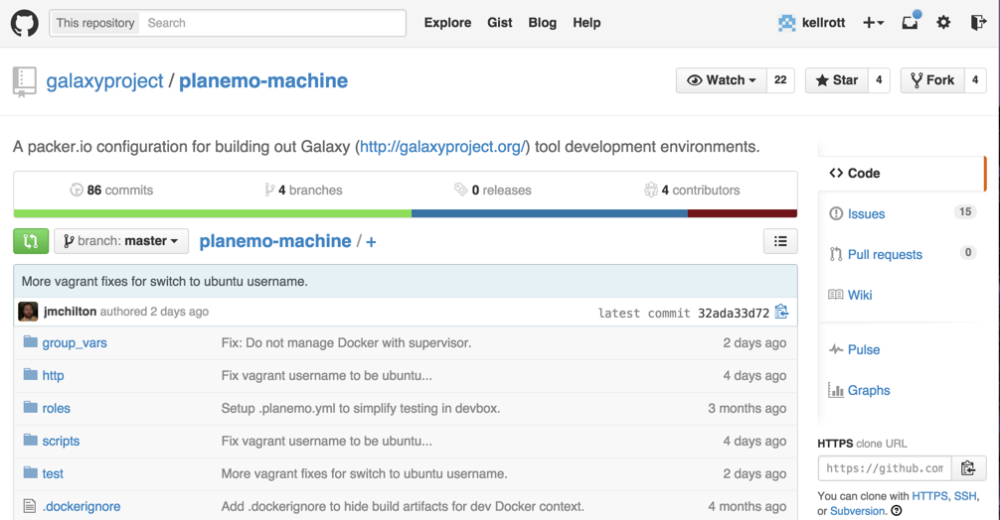 This repository Search Explore Gist Blog Help kellrott
galaxyproject / planemo-machine Watch 22 Star 4 Fork 4
A packer.io configuration for building out Galaxy (http://galaxyproject.org/) tool development environments.
86 commits 4 branches 0 releases 4 contributors
branch: master planemo-machine / +
More vagrant fixes for switch to ubuntu username.
jmchilton authored 2 days ago latest commit 32ada33d72
group_vars Fix: Do not manage Docker with supervisor. 2 days ago
http Fix vagrant username to be ubuntu... 4 days ago
roles Setup .planemo.yml to simplify testing in devbox. 3 months ago
scripts Fix vagrant username to be ubuntu... 4 days ago
test More vagrant fixes for switch to ubuntu username. 2 days ago
.dockerignore Add .dockerignore to hide build artifacts for dev Docker context. 4 months ago
<> Code
Issues 15
Pull requests 0
Wiki
Pulse
Graphs
HTTPS clone URL
https://github.com
You can clone with HTTPS, SSH,
or Subversion.